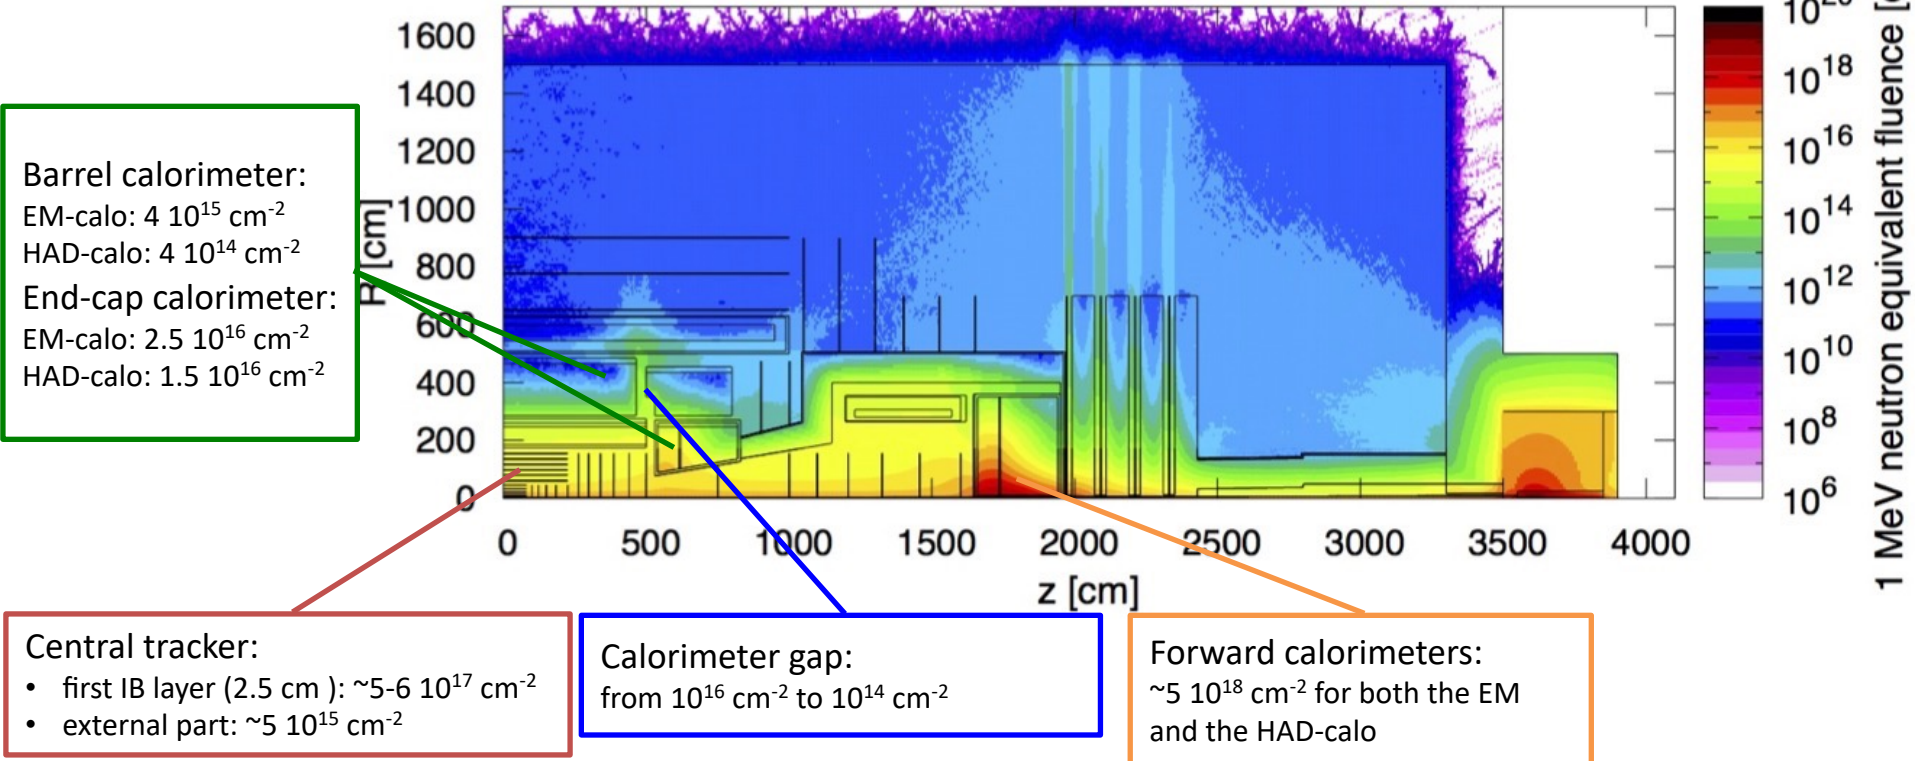 1600
1400
1200
1000
800
600
400
200
0
R [cm]
0 500 1000 1500 2000 2500 3000 3500 4000
z [cm]
10²⁰
10¹⁸
10¹⁶
10¹⁴
10¹²
10¹⁰
10⁸
10⁶
1 MeV neutron equivalent fluence [
Barrel calorimeter:
EM-calo: 4 10¹⁵ cm⁻²
HAD-calo: 4 10¹⁴ cm⁻²
End-cap calorimeter:
EM-calo: 2.5 10¹⁶ cm⁻²
HAD-calo: 1.5 10¹⁶ cm⁻²
Central tracker:
• first IB layer (2.5 cm ): ~5-6 10¹⁷ cm⁻²
• external part: ~5 10¹⁵ cm⁻²
Calorimeter gap:
from 10¹⁶ cm⁻² to 10¹⁴ cm⁻²
Forward calorimeters:
~5 10¹⁸ cm⁻² for both the EM
and the HAD-calo